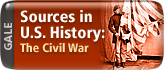 GALE
Sources in
U.S. History:
The Civil War